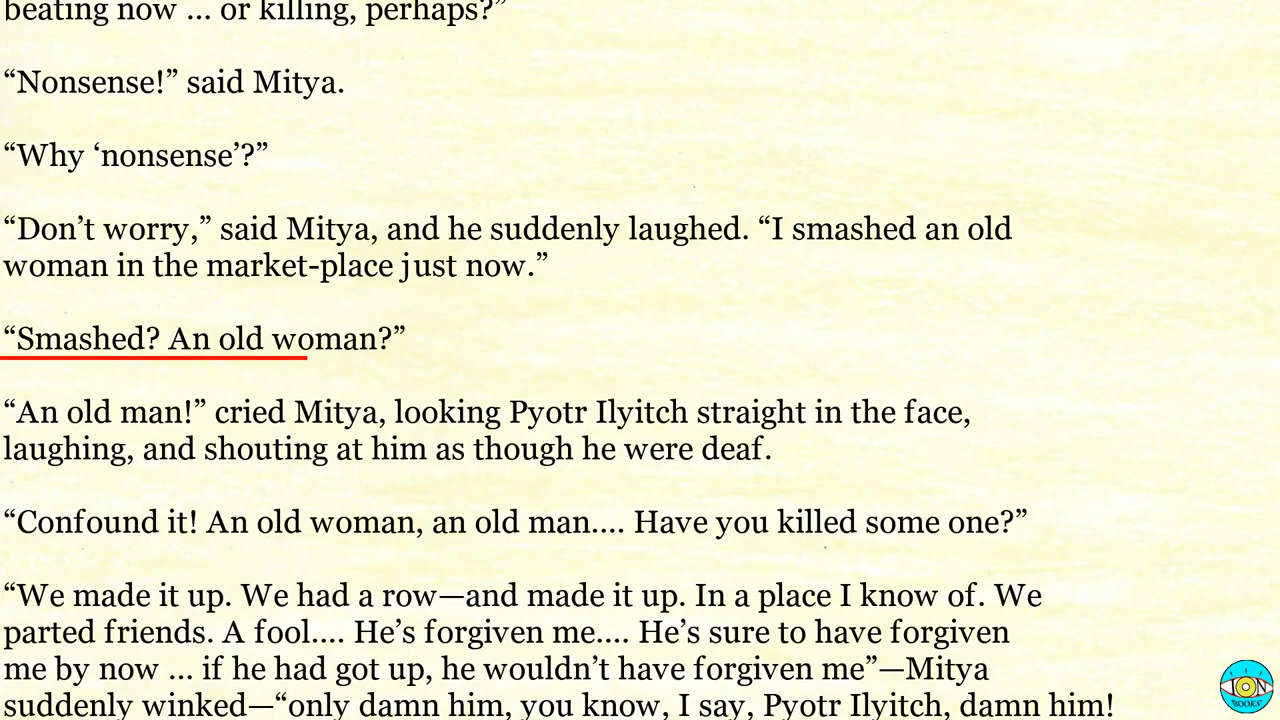 beating now … or killing, perhaps?”
“Nonsense!” said Mitya.
“Why ‘nonsense’?”
“Don’t worry,” said Mitya, and he suddenly laughed. “I smashed an old
woman in the market-place just now.”
“Smashed? An old woman?”
“An old man!” cried Mitya, looking Pyotr Ilyitch straight in the face,
laughing, and shouting at him as though he were deaf.
“Confound it! An old woman, an old man.... Have you killed some one?”
“We made it up. We had a row—and made it up. In a place I know of. We
parted friends. A fool.... He’s forgiven me.... He’s sure to have forgiven
me by now … if he had got up, he wouldn’t have forgiven me”—Mitya
suddenly winked—“only damn him, you know, I say, Pyotr Ilyitch, damn him!
ION
BOOKS